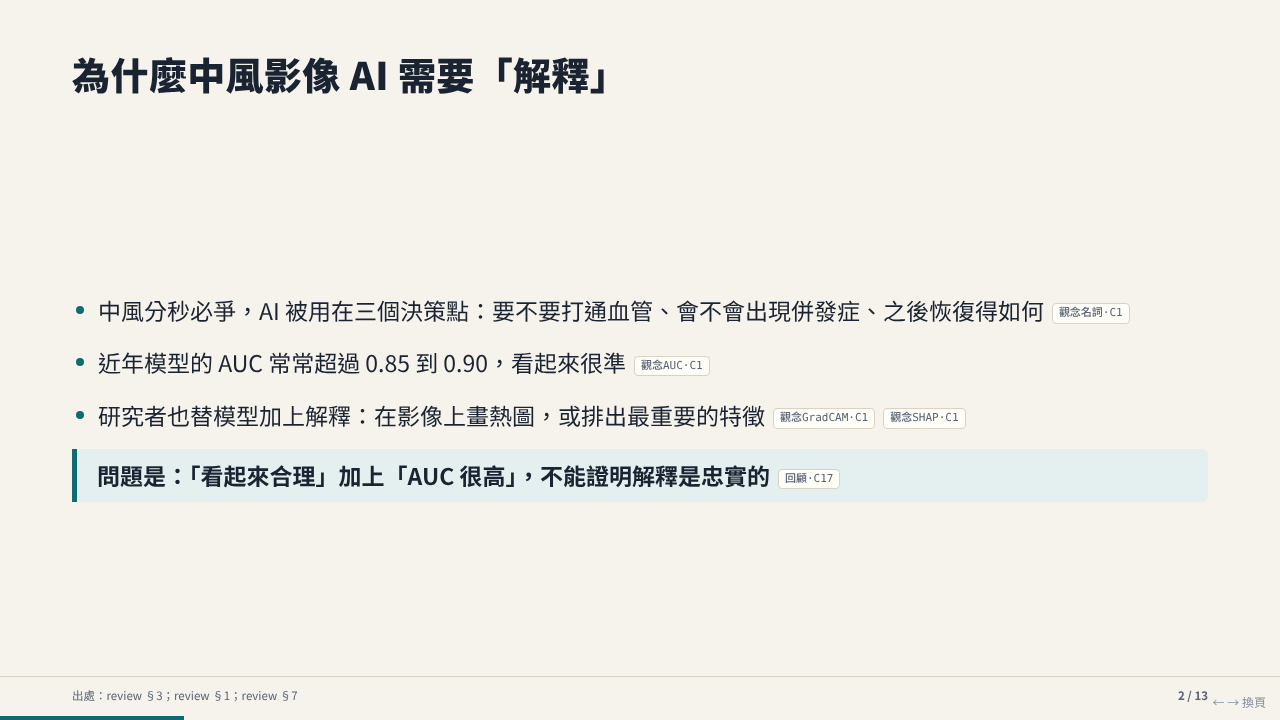 為什麼中風影像 AI 需要「解釋」
中風分秒必爭，AI 被用在三個決策點：要不要打通血管、會不會出現併發症、之後恢復得如何 觀念名詞·C1
近年模型的 AUC 常常超過 0.85 到 0.90，看起來很準 觀念AUC·C1
研究者也替模型加上解釋：在影像上畫熱圖，或排出最重要的特徵 觀念GradCAM·C1 觀念SHAP·C1
問題是：「看起來合理」加上「AUC 很高」，不能證明解釋是忠實的 回顧·C17
出處：review §3；review §1；review §7
2 / 13
← → 換頁